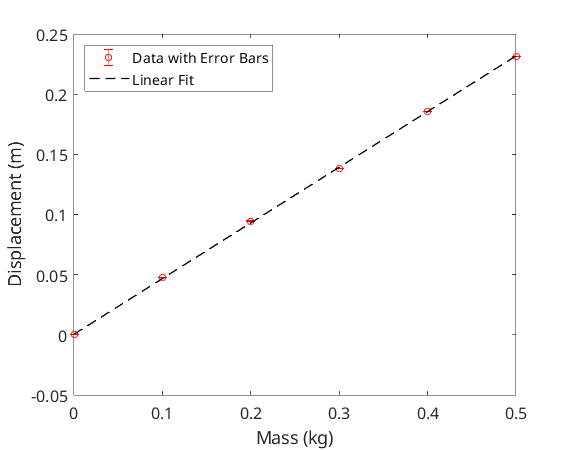 0.25
Data with Error Bars
Linear Fit
0.2
0.15
0.1
0.05
0
-0.05
Displacement (m)
0 0.1 0.2 0.3 0.4 0.5
Mass (kg)